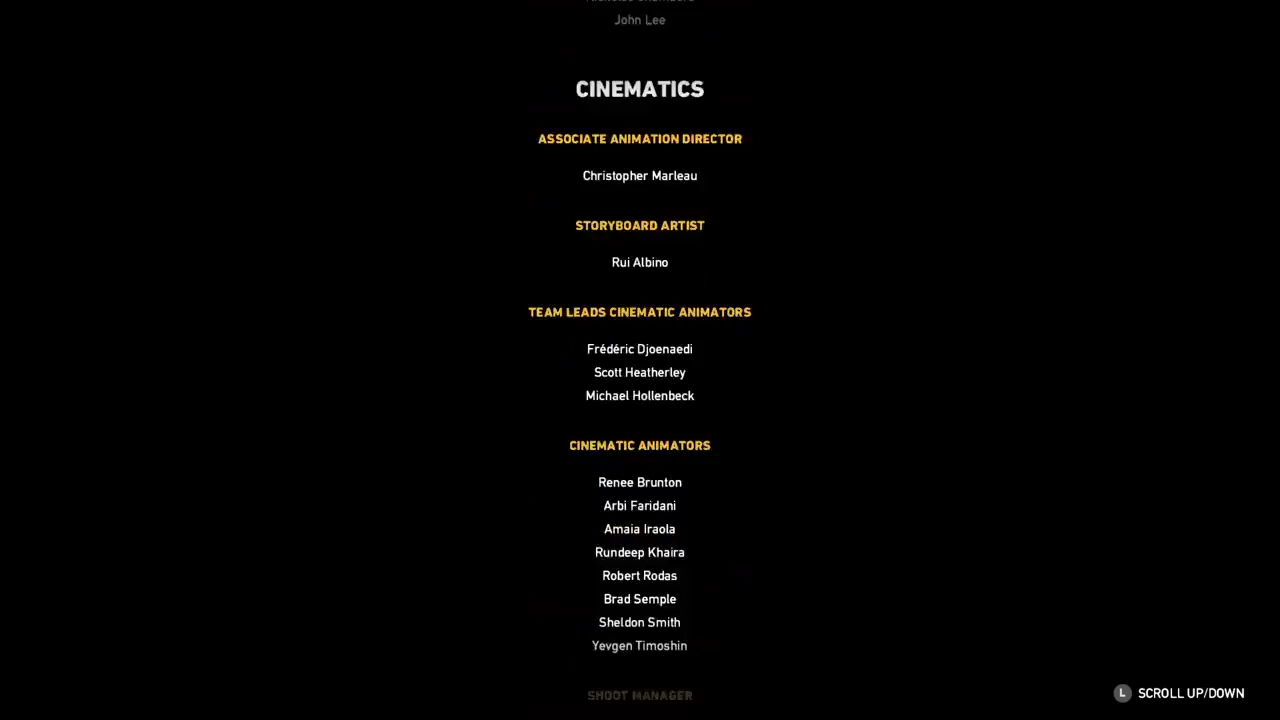 John Lee
CINEMATICS
ASSOCIATE ANIMATION DIRECTOR
Christopher Marleau
STORYBOARD ARTIST
Rui Albino
TEAM LEADS CINEMATIC ANIMATORS
Frédéric Djoenaedi
Scott Heatherley
Michael Hollenbeck
CINEMATIC ANIMATORS
Renee Brunton
Arbi Faridani
Amaia Iraola
Rundeep Khaira
Robert Rodas
Brad Semple
Sheldon Smith
Yevgen Timoshin
SHOOT MANAGER
L SCROLL UP/DOWN